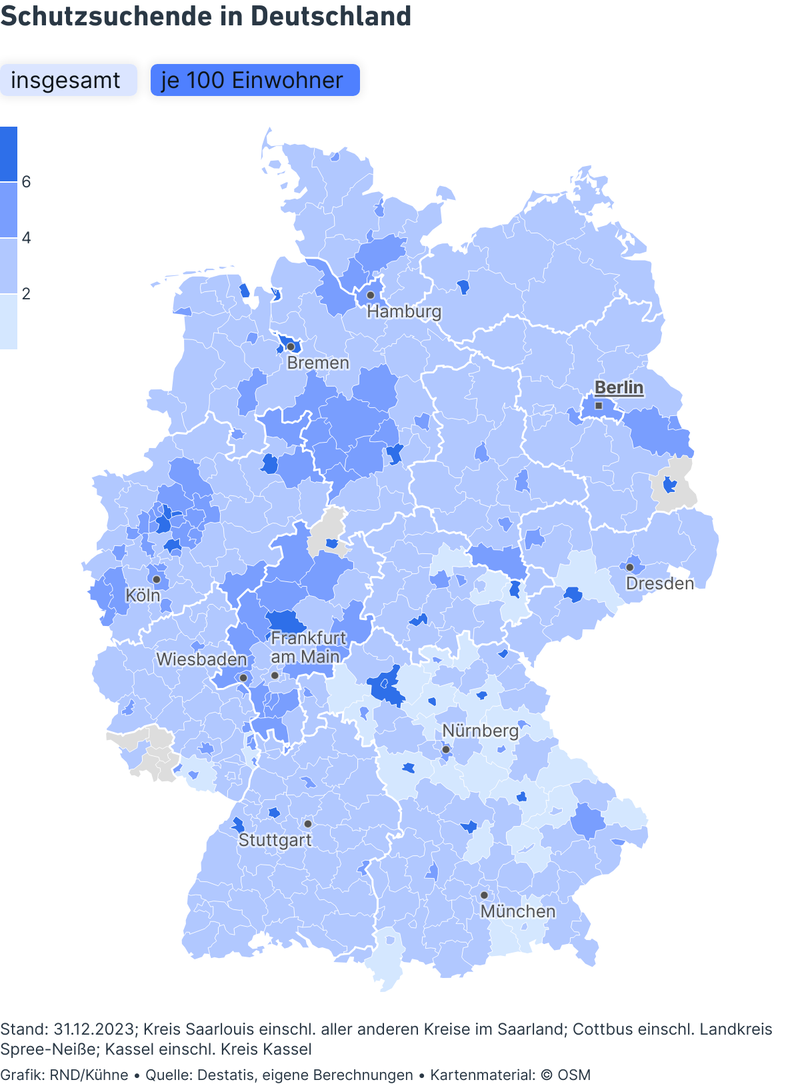 Schutzsuchende in Deutschland
insgesamt
je 100 Einwohner
6
4
2
Hamburg
Bremen
Berlin
Köln
Dresden
Frankfurt
am Main
Wiesbaden
Nürnberg
Stuttgart
München
Stand: 31.12.2023; Kreis Saarlouis einschl. aller anderen Kreise im Saarland; Cottbus einschl. Landkreis
Spree-Neiße; Kassel einschl. Kreis Kassel
Grafik: RND/Kühne • Quelle: Destatis, eigene Berechnungen • Kartenmaterial: © OSM